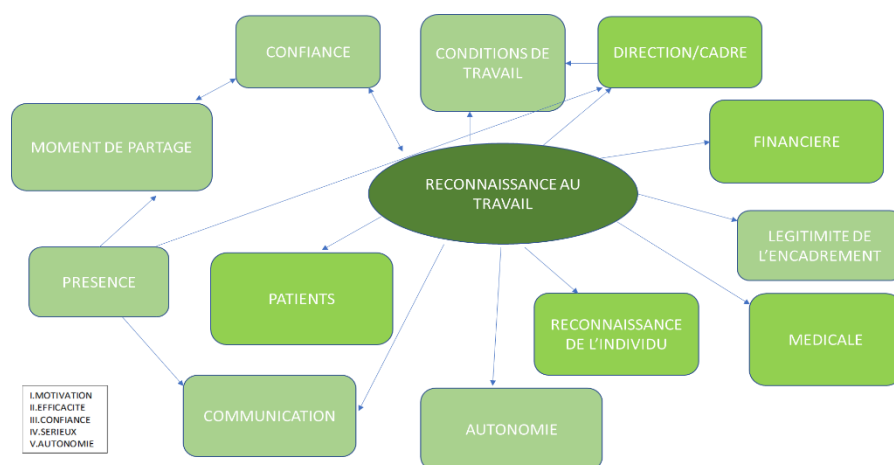 CONFIANCE
CONDITIONS DE
TRAVAIL
DIRECTION/CADRE
MOMENT DE PARTAGE
FINANCIERE
RECONNAISSANCE AU
TRAVAIL
LEGITIMITE DE
L'ENCADREMENT
PRESENCE
PATIENTS
RECONNAISSANCE
DE L'INDIVIDU
MEDICALE
COMMUNICATION
AUTONOMIE
I.MOTIVATION
II.EFFICACITE
III.CONFIANCE
IV.SERIEUX
V.AUTONOMIE